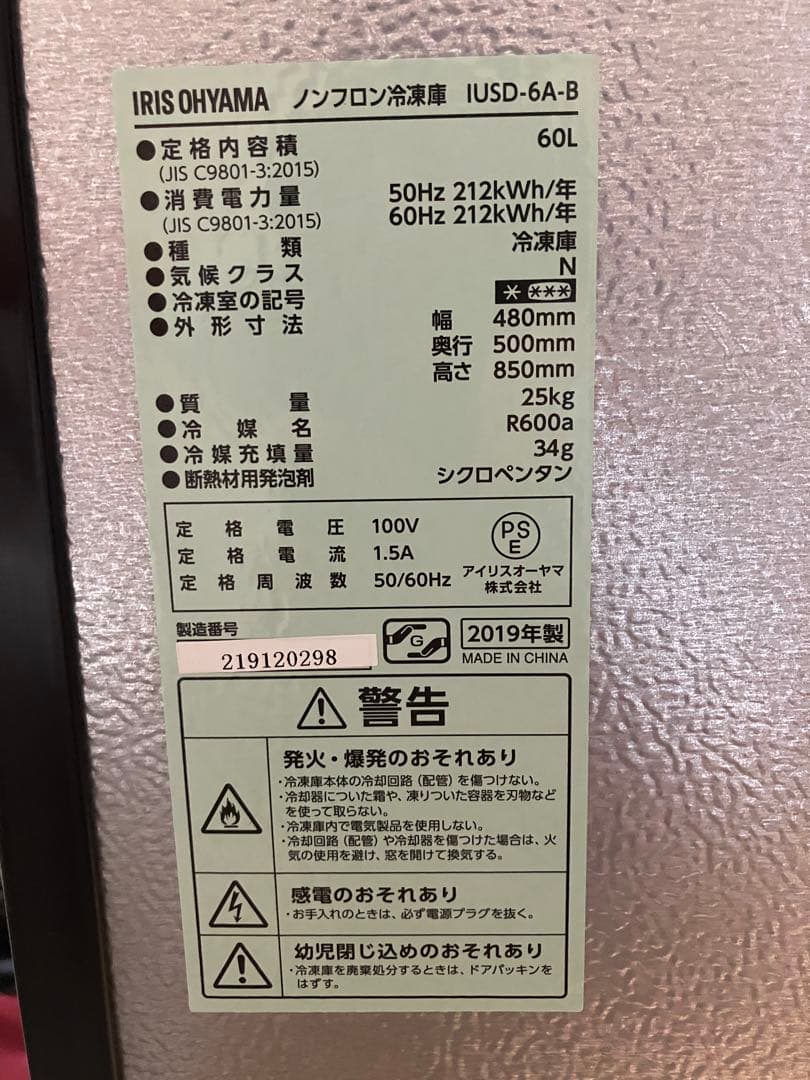 IRIS OHYAMA ノンフロン冷凍庫 IUSD-6A-B
●定格内容積 60L
(JIS C9801-3:2015)
●消費電力量 50Hz 212kWh/年
(JIS C9801-3:2015) 60Hz 212kWh/年
●種類 冷凍庫
●気候クラス N
●冷凍室の記号 * ***
●外形寸法 幅 480mm
奥行 500mm
高さ 850mm
●質量 25kg
●冷媒名 R600a
●冷媒充填量 34g
●断熱材用発泡剤 シクロペンタン
定格電圧 100V
定格電流 1.5A
定格周波数 50/60Hz
PS
E
アイリスオーヤマ
株式会社
製造番号
219120298
G
2019年製
MADE IN CHINA
警告
発火・爆発のおそれあり
・冷凍庫本体の冷却回路(配管)を傷つけない。
・冷却器についた霜や、凍りついた容器を刃物など
を使って取らない。
・冷凍庫内で電気製品を使用しない。
・冷却回路(配管)や冷却器を傷つけた場合は、火
気の使用を避け、窓を開けて換気する。
感電のおそれあり
・お手入れのときは、必ず電源プラグを抜く。
幼児閉じ込めのおそれあり
・冷凍庫を廃棄処分するときは、ドアパッキンを
はずす。